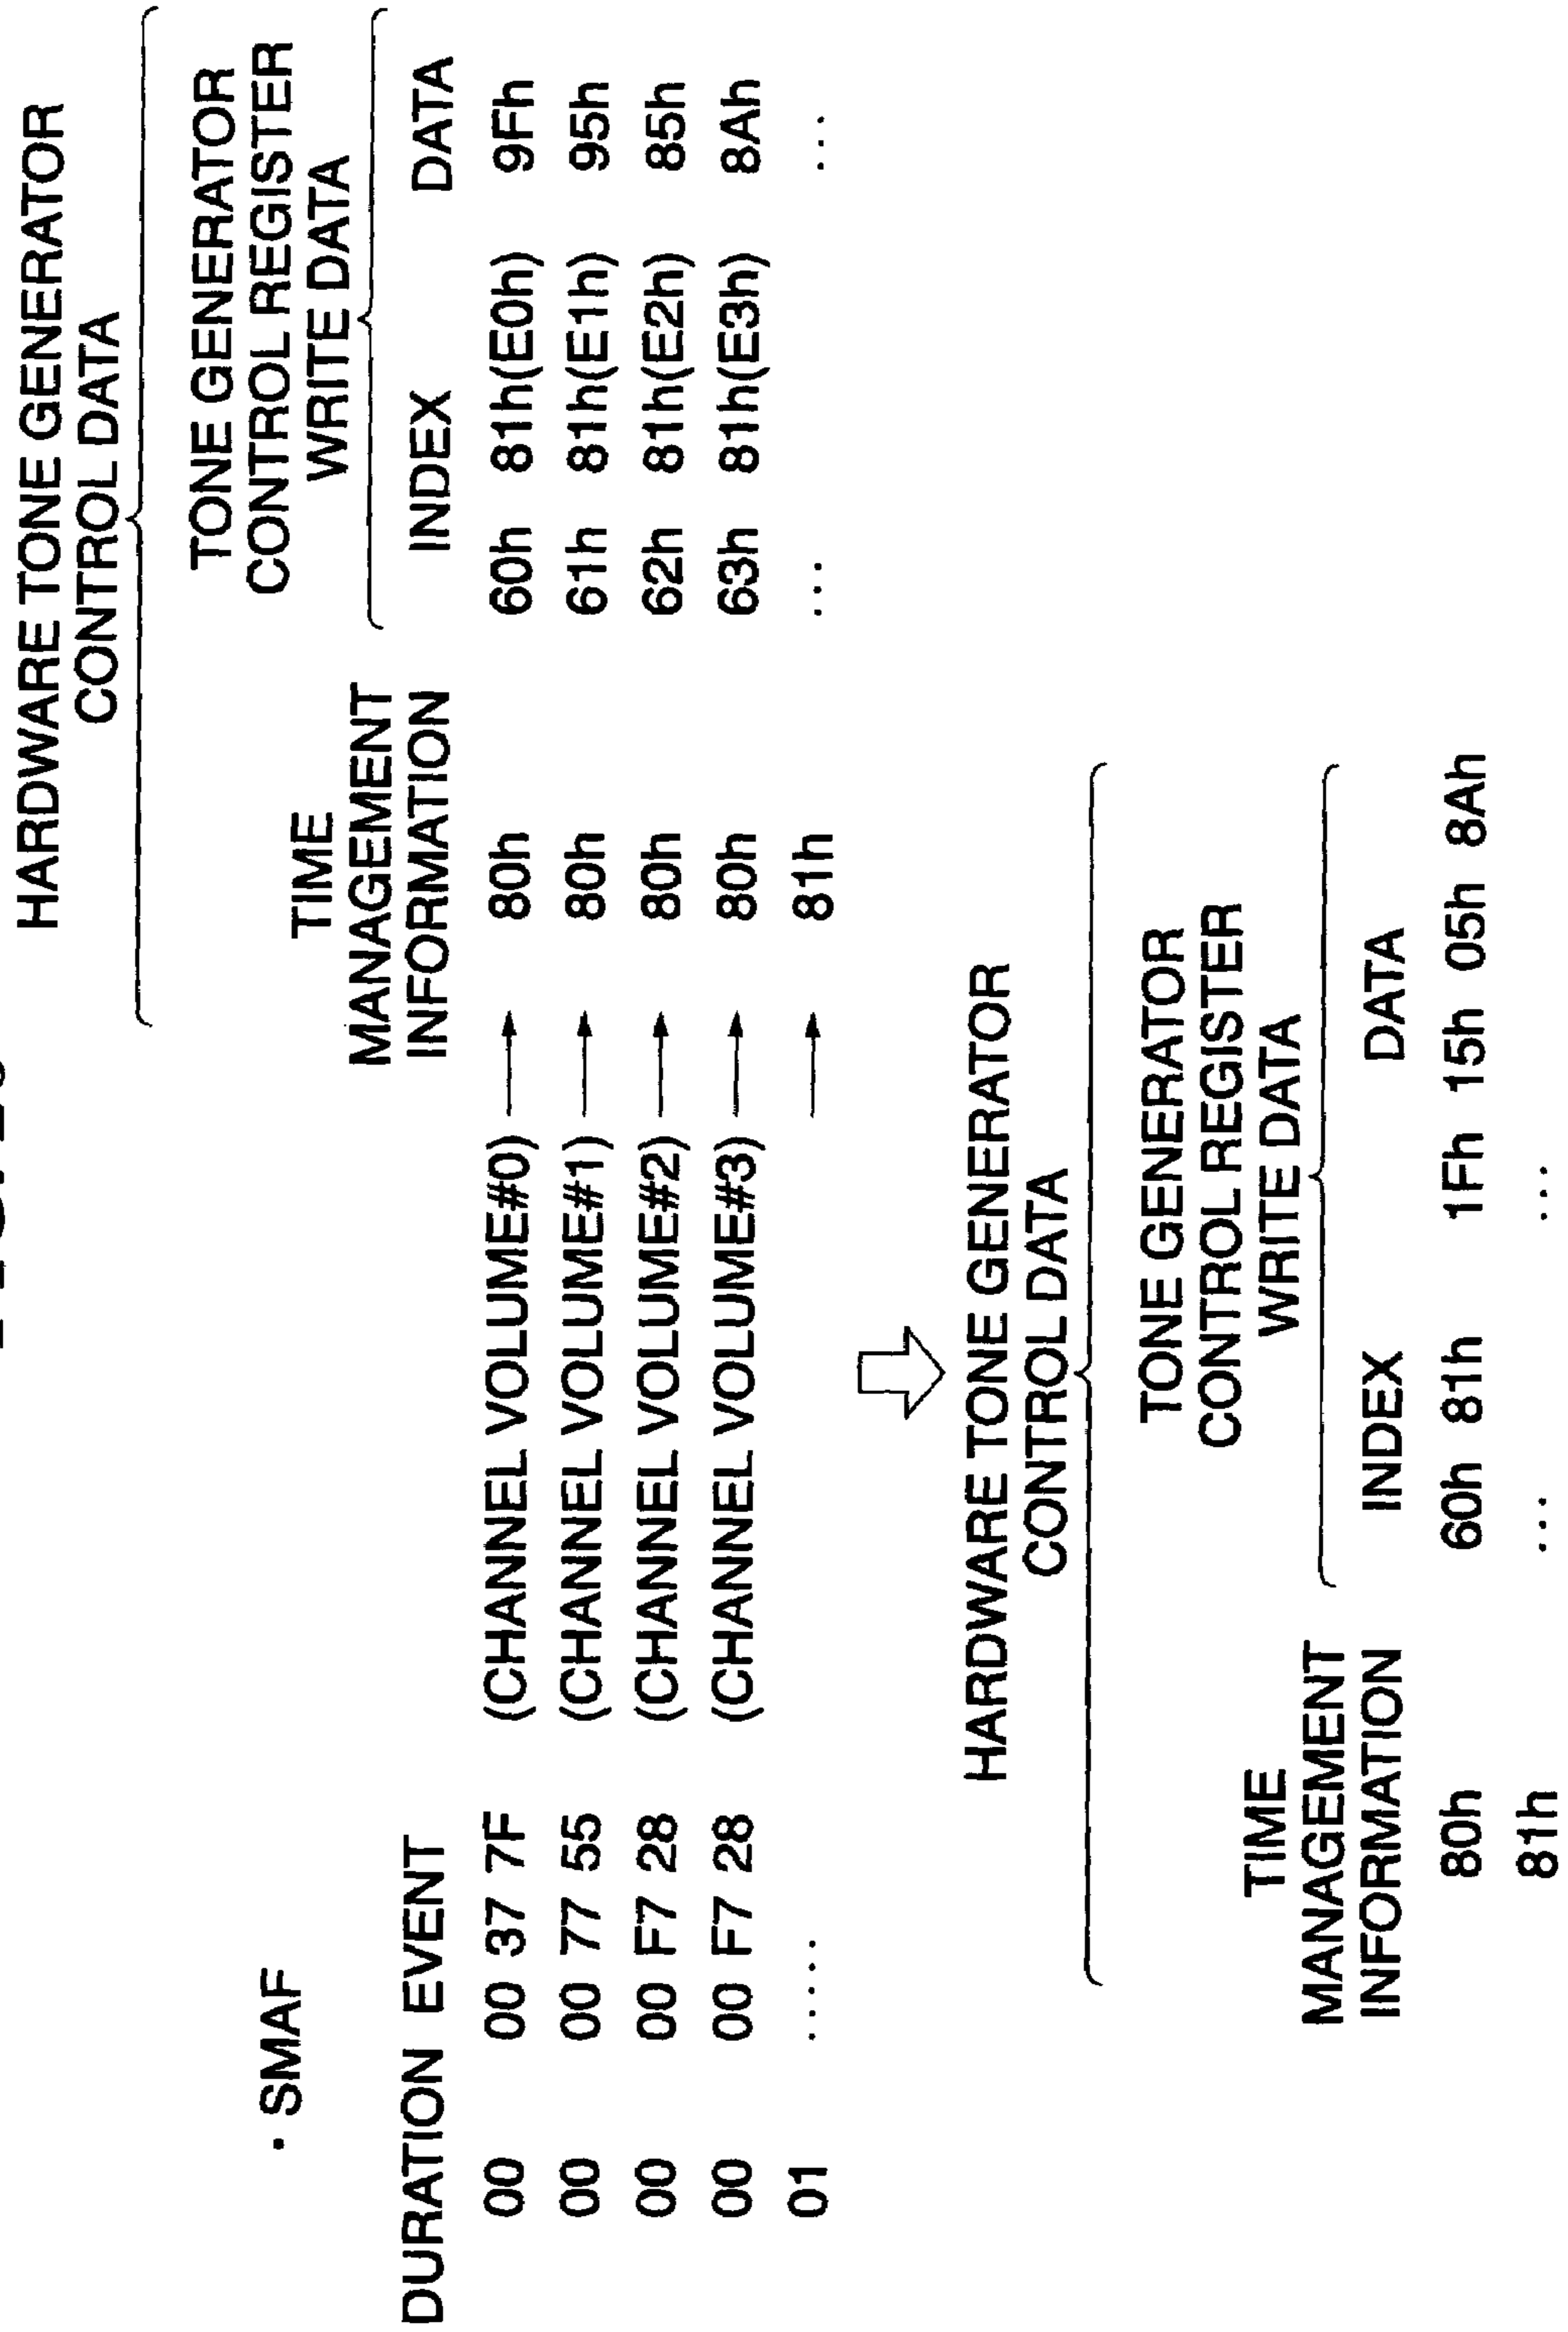 HARDWARE TONE GENERATOR
CONTROL DATA
· SMAF
TONE GENERATOR
CONTROL REGISTER
WRITE DATA
TIME
MANAGEMENT
INFORMATION
DURATION EVENT INDEX DATA
00 00 37 7F (CHANNEL VOLUME#0) 80h 60h 81h(E0h) 9Fh
00 00 77 55 (CHANNEL VOLUME#1) 80h 61h 81h(E1h) 95h
00 00 F7 28 (CHANNEL VOLUME#2) 80h 62h 81h(E2h) 85h
00 00 F7 28 (CHANNEL VOLUME#3) 80h 63h 81h(E3h) 8Ah
01 ..... 81h ... ...
HARDWARE TONE GENERATOR
CONTROL DATA
TONE GENERATOR
CONTROL REGISTER
WRITE DATA
TIME
MANAGEMENT
INFORMATION
INDEX DATA
80h 60h 81h 1Fh 15h 05h 8Ah
81h ... ...